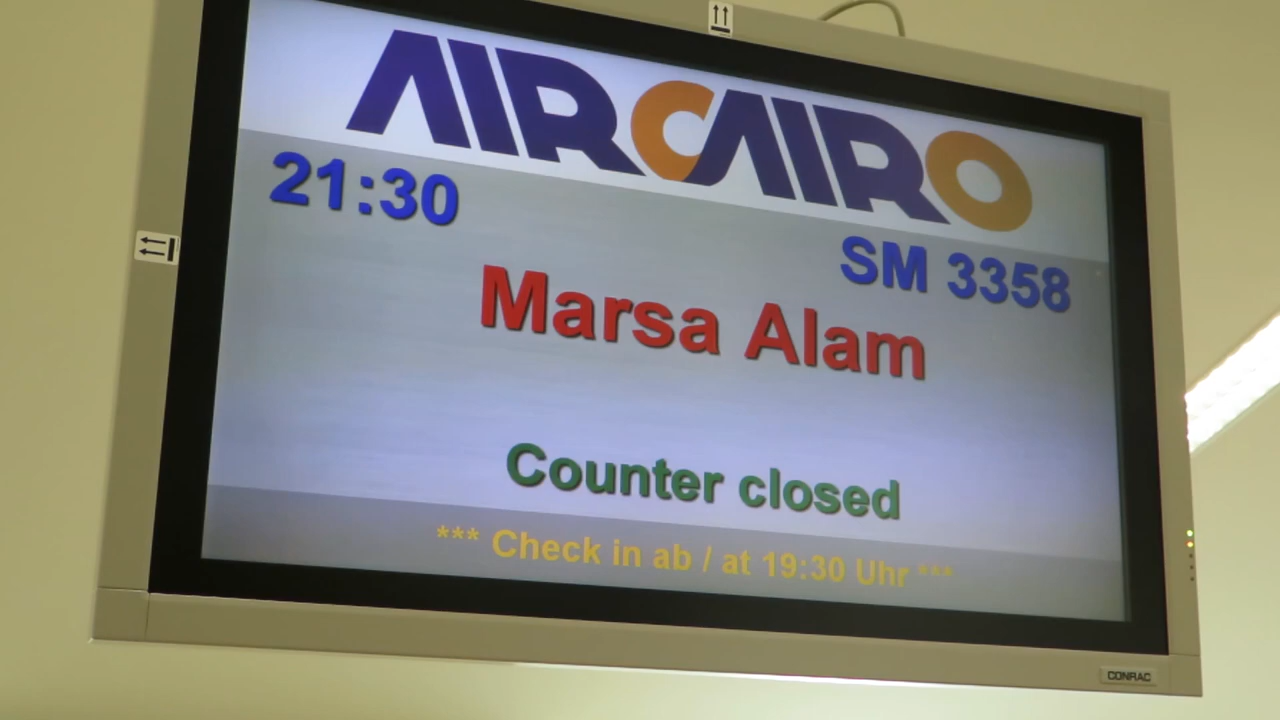 AIRCAIRO
21:30
SM 3358
Marsa Alam
Counter closed
*** Check in ab / at 19:30 Uhr ***
CONRAC